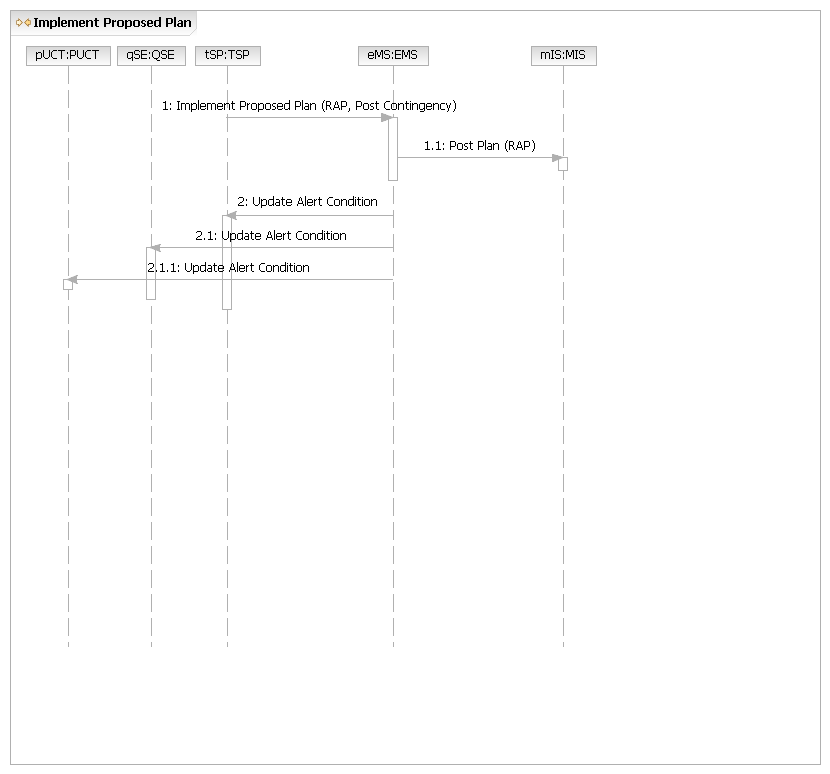 Implement Proposed Plan
pUCT:PUCT
qSE:QSE
tSP:TSP
eMS:EMS
mIS:MIS
1: Implement Proposed Plan (RAP, Post Contingency)
1.1: Post Plan (RAP)
2: Update Alert Condition
2.1: Update Alert Condition
2.1.1: Update Alert Condition